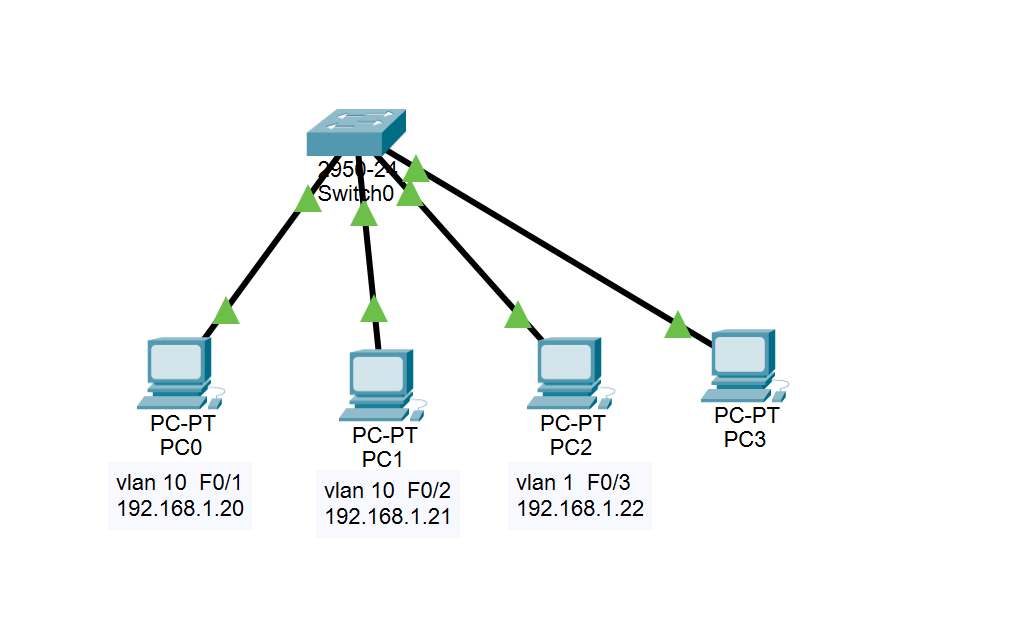 2950-24
Switch0
PC-PT
PC0
vlan 10  F0/1
192.168.1.20
PC-PT
PC1
vlan 10  F0/2
192.168.1.21
PC-PT
PC2
vlan 1  F0/3
192.168.1.22
PC-PT
PC3